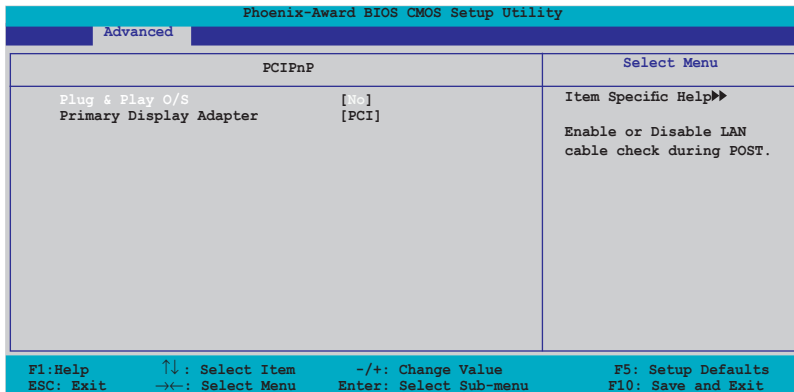 Phoenix-Award BIOS CMOS Setup Utility
Advanced
PCIPnP
Select Menu
Plug & Play O/S [No]
Primary Display Adapter [PCI]
Item Specific Help▶▶
Enable or Disable LAN
cable check during POST.
F1:Help ↑↓: Select Item -/+: Change Value F5: Setup Defaults
ESC: Exit →←: Select Menu Enter: Select Sub-menu F10: Save and Exit